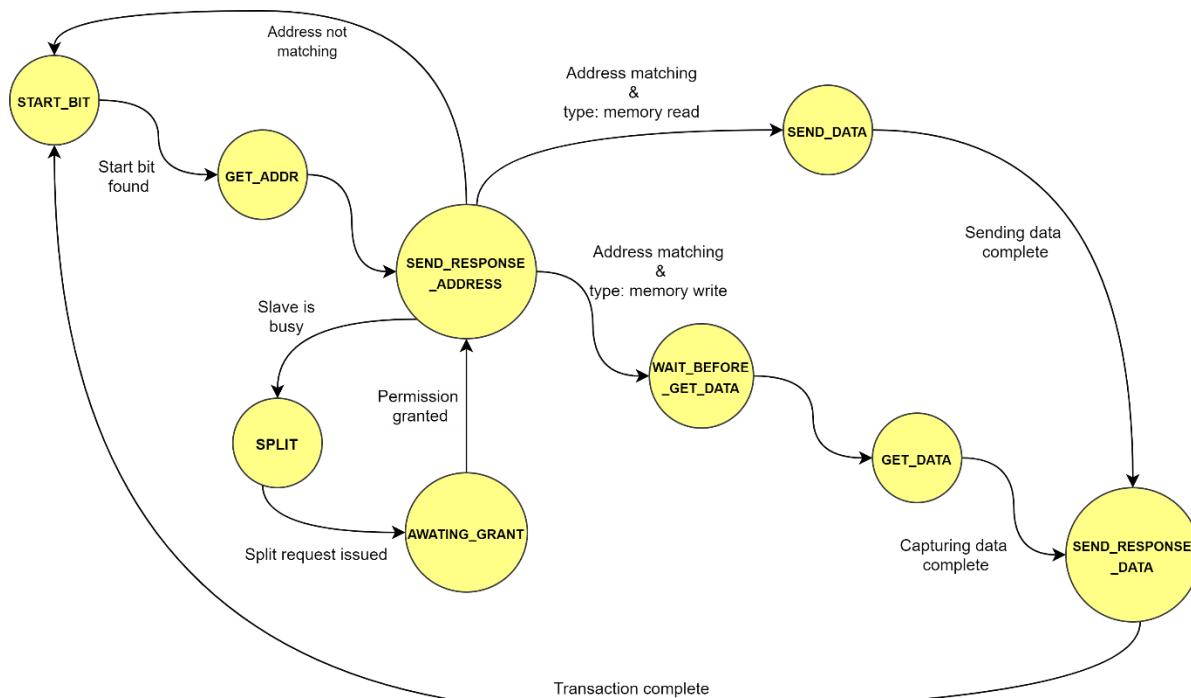 Address not
matching
START_BIT
Start bit
found
GET_ADDR
Address matching
&
type: memory read
SEND_DATA
SEND_RESPONSE
_ADDRESS
Address matching
&
type: memory write
Sending data
complete
Slave is
busy
Permission
granted
WAIT_BEFORE
_GET_DATA
SPLIT
GET_DATA
AWATING_GRANT
Split request issued
Capturing data
complete
SEND_RESPONSE
_DATA
Transaction complete